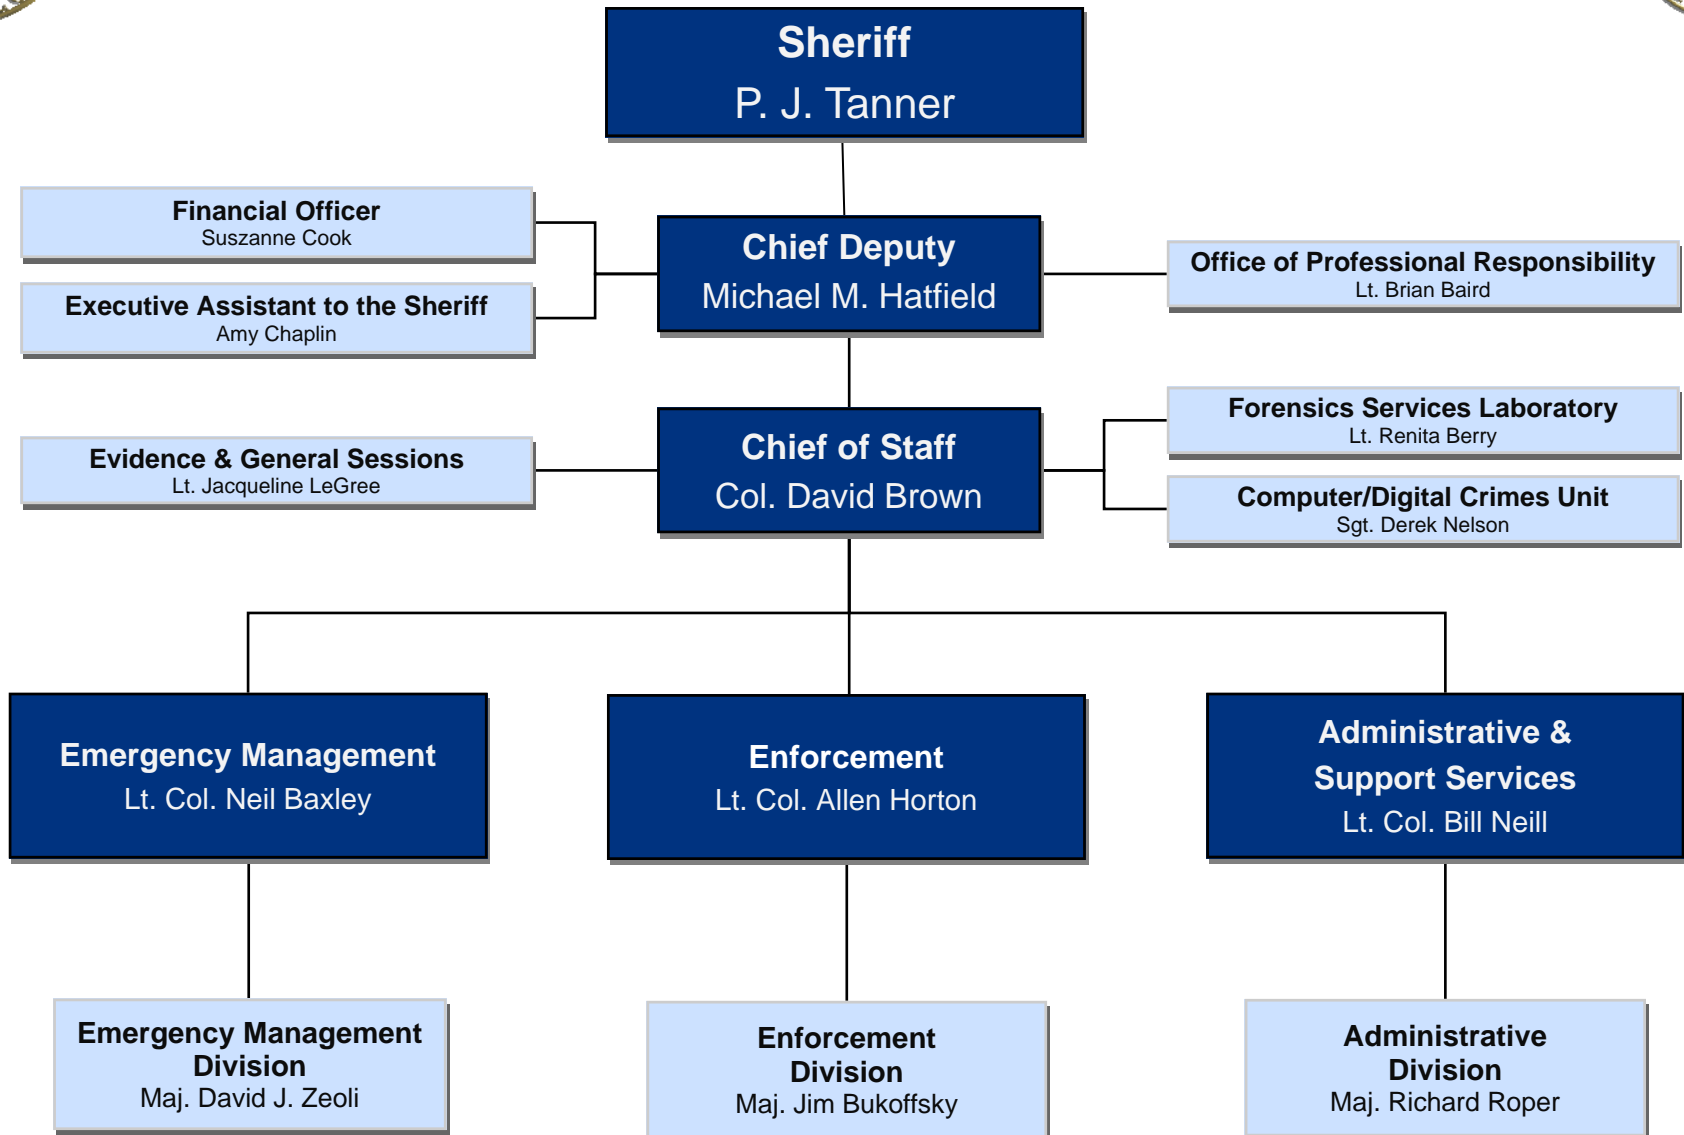 Sheriff
P. J. Tanner
Financial Officer
Suszanne Cook
Executive Assistant to the Sheriff
Amy Chaplin
Chief Deputy
Michael M. Hatfield
Office of Professional Responsibility
Lt. Brian Baird
Evidence & General Sessions
Lt. Jacqueline LeGree
Chief of Staff
Col. David Brown
Forensics Services Laboratory
Lt. Renita Berry
Computer/Digital Crimes Unit
Sgt. Derek Nelson
Emergency Management
Lt. Col. Neil Baxley
Enforcement
Lt. Col. Allen Horton
Administrative &
Support Services
Lt. Col. Bill Neill
Emergency Management
Division
Maj. David J. Zeoli
Enforcement
Division
Maj. Jim Bukoffsky
Administrative
Division
Maj. Richard Roper